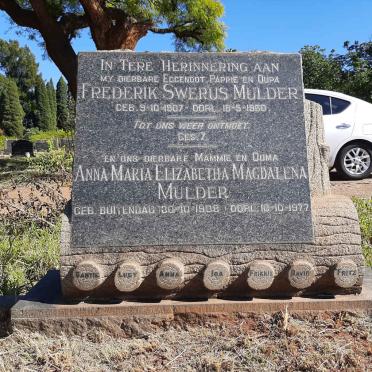 IN TERE HERINNERING AAN
MY DIERBARE EGGENOOT PAPPIE EN OUPA
FREDERIK SWERUS MULDER
GEB. 9-10-1907 - OORL. 18-5-1960
TOT ONS WEER ONTMOET.
GES. 7.
EN ONS DIERBARE MAMMIE EN OUMA
ANNA MARIA ELIZABETHA MAGDALENA
MULDER
GEB. BUITENDAG 30-10-1908 - OORL. 10-10-1977
LUCY ANNA IDA FRIKKIE DAVID FRITZ